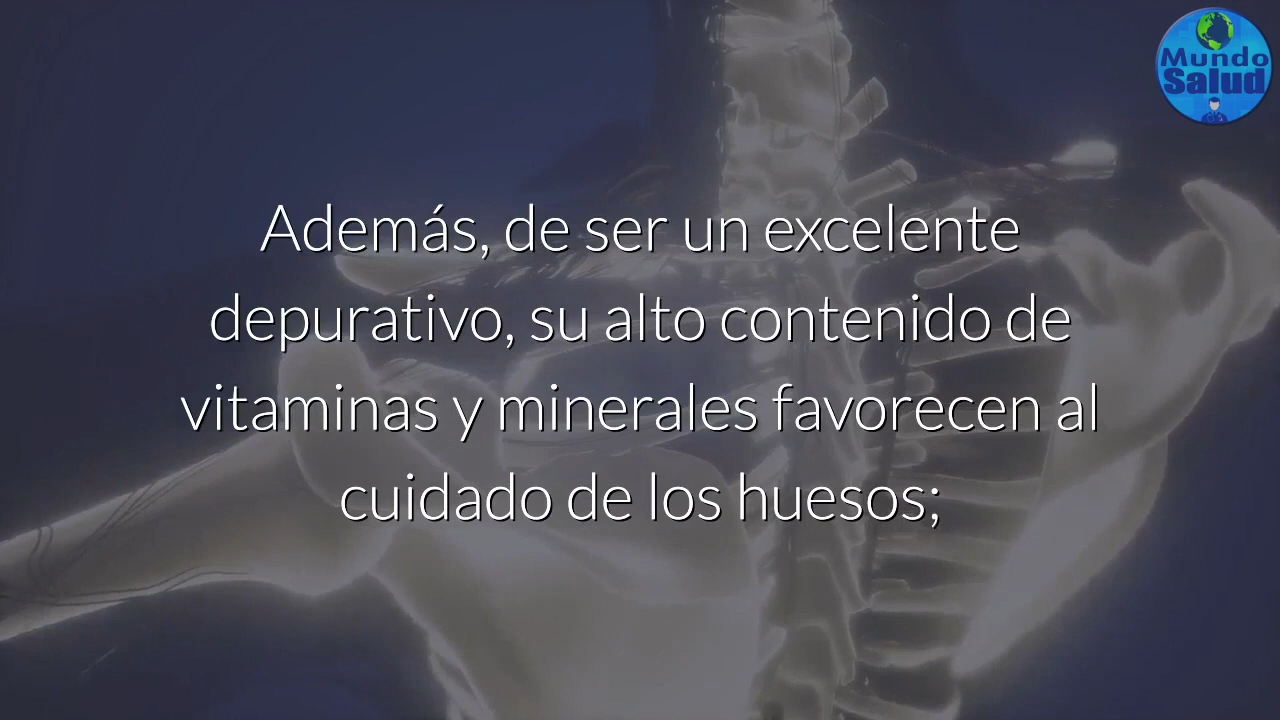 Mundo
Salud
Además, de ser un excelente
depurativo, su alto contenido de
vitaminas y minerales favorecen al
cuidado de los huesos;